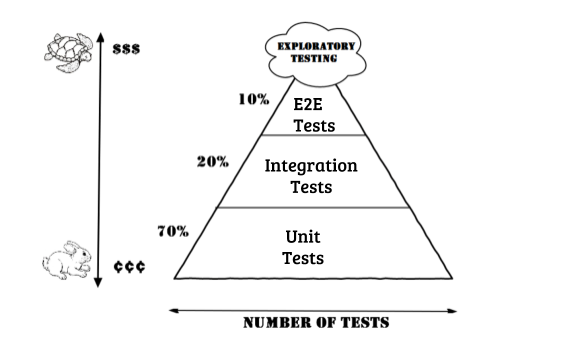 $$$
EXPLORATORY
TESTING
10%
E2E
Tests
20%
Integration
Tests
70%
Unit
Tests
¢¢¢
NUMBER OF TESTS